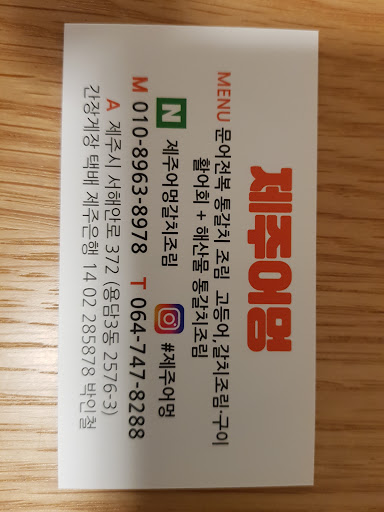 제주어멍
MENU 문어전복 통갈치 조림 고등어,갈치조림·구이
활어회 + 해산물 통갈치조림
N 제주어멍갈치조림 #제주어멍
M 010-8963-8978 T 064-747-8288
A 제주시 서해안로 372 (용담3동 2576-3)
간장게장 택배 제주은행 14 02 285878 박인철